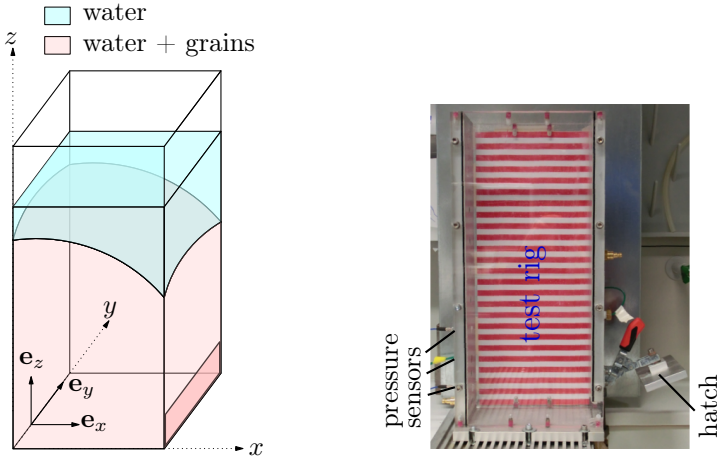 water
water + grains
z
y
e_z
e_y
e_x
x
test rig
pressure
sensors
hatch